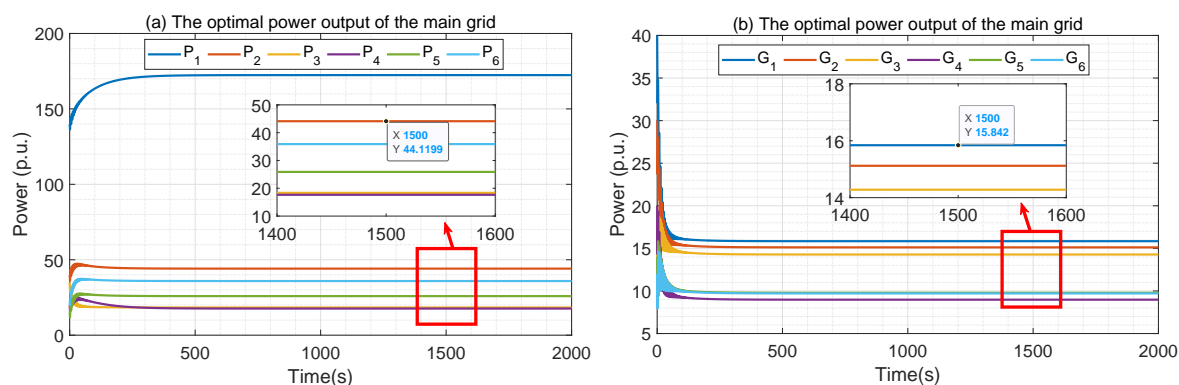 (a) The optimal power output of the main grid
P1 P2 P3 P4 P5 P6
200
150
100
50
0
Power (p.u.)
50
40
30
20
10
X 1500
Y 44.1199
1400 1500 1600
0 500 1000 1500 2000
Time(s)
(b) The optimal power output of the main grid
G1 G2 G3 G4 G5 G6
40
35
30
25
20
15
10
5
Power (p.u.)
18
16
14
X 1500
Y 15.842
1400 1500 1600
0 500 1000 1500 2000
Time(s)